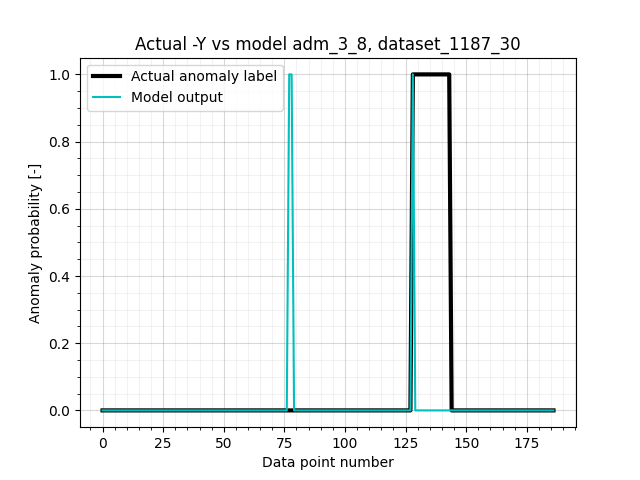 Actual -Y vs model adm_3_8, dataset_1187_30
Actual anomaly label
Model output
Anomaly probability [-]
1.0
0.8
0.6
0.4
0.2
0.0
0 25 50 75 100 125 150 175
Data point number